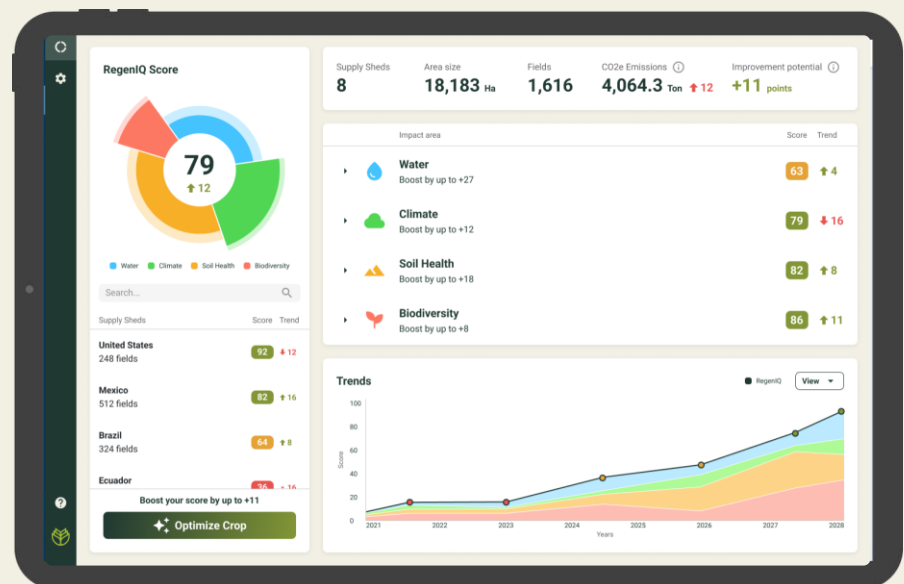 RegenIQ Score
79
12
Water Climate Soil Health Biodiversity
Search...
Supply Sheds Score Trend
United States
248 fields
92 12
Mexico
512 fields
82 16
Brazil
324 fields
64 8
Ecuador
36 16
Boost your score by up to +11
Optimize Crop
Supply Sheds Area size Fields CO2e Emissions Improvement potential
8 18,183 Ha 1,616 4,064.3 Ton 12 +11 points
Impact area Score Trend
Water
Boost by up to +27
63 4
Climate
Boost by up to +12
79 16
Soil Health
Boost by up to +18
82 8
Biodiversity
Boost by up to +8
86 11
Trends
RegenIQ View
100
80
60
40
20
0
Score
2021 2022 2023 2024 2025 2026 2027 2028
Years